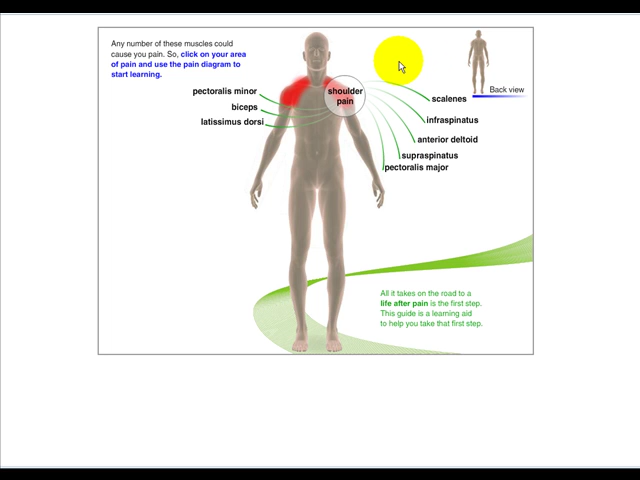 Any number of these muscles could
cause you pain. So, click on your area
of pain and use the pain diagram to
start learning.
Back view
pectoralis minor
biceps
latissimus dorsi
shoulder
pain
scalenes
infraspinatus
anterior deltoid
supraspinatus
pectoralis major
All it takes on the road to a
life after pain is the first step.
This guide is a learning aid
to help you take that first step.